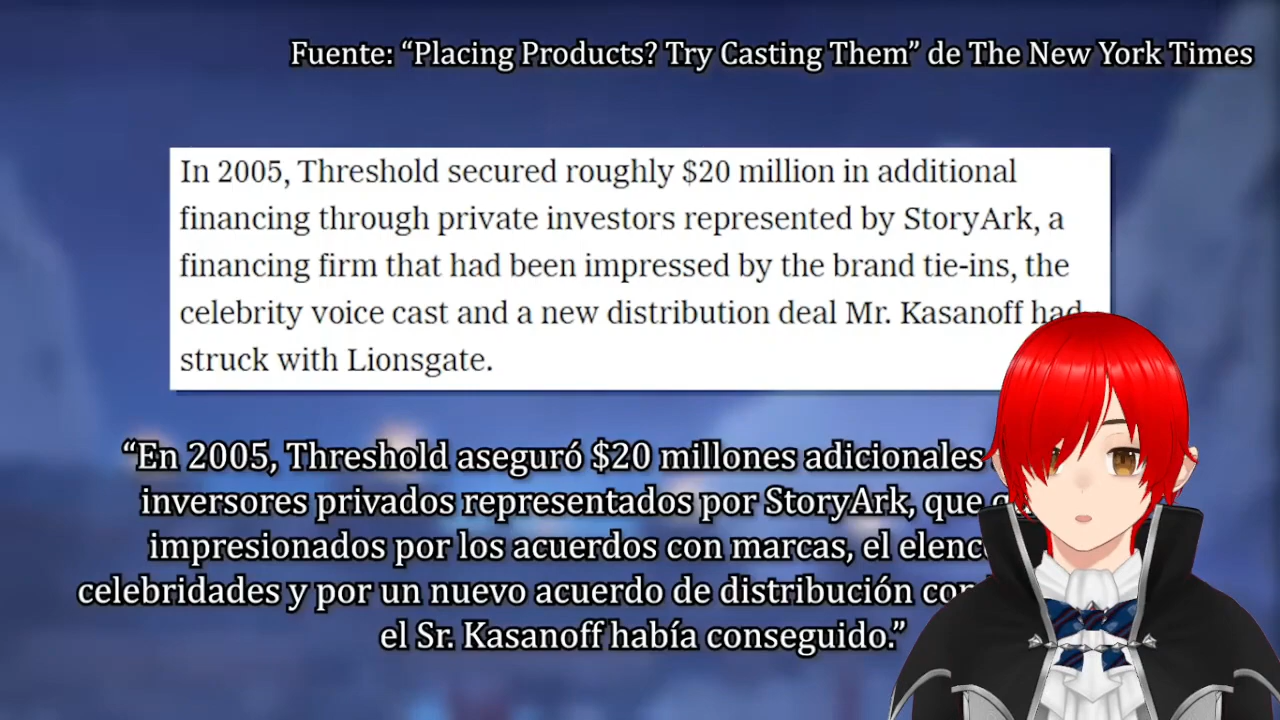 Fuente: “Placing Products? Try Casting Them” de The New York Times
In 2005, Threshold secured roughly $20 million in additional
financing through private investors represented by StoryArk, a
financing firm that had been impressed by the brand tie-ins, the
celebrity voice cast and a new distribution deal Mr. Kasanoff had
struck with Lionsgate.
“En 2005, Threshold aseguró $20 millones adicionales
inversores privados representados por StoryArk, que
impresionados por los acuerdos con marcas, el elenco
celebridades y por un nuevo acuerdo de distribución con
el Sr. Kasanoff había conseguido.”